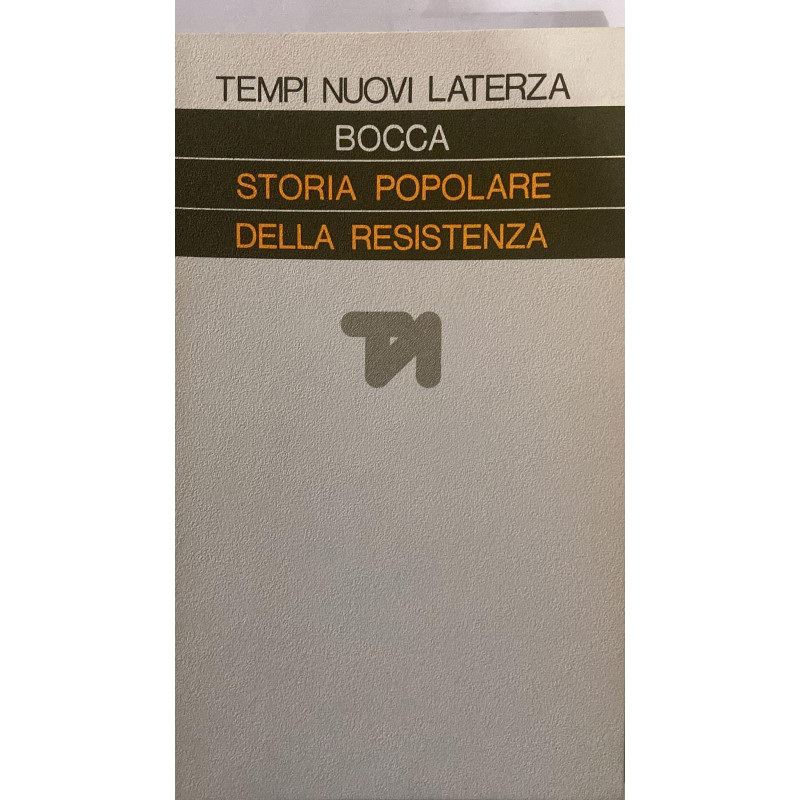 TEMPI NUOVI LATERZA
BOCCA
STORIA POPOLARE
DELLA RESISTENZA